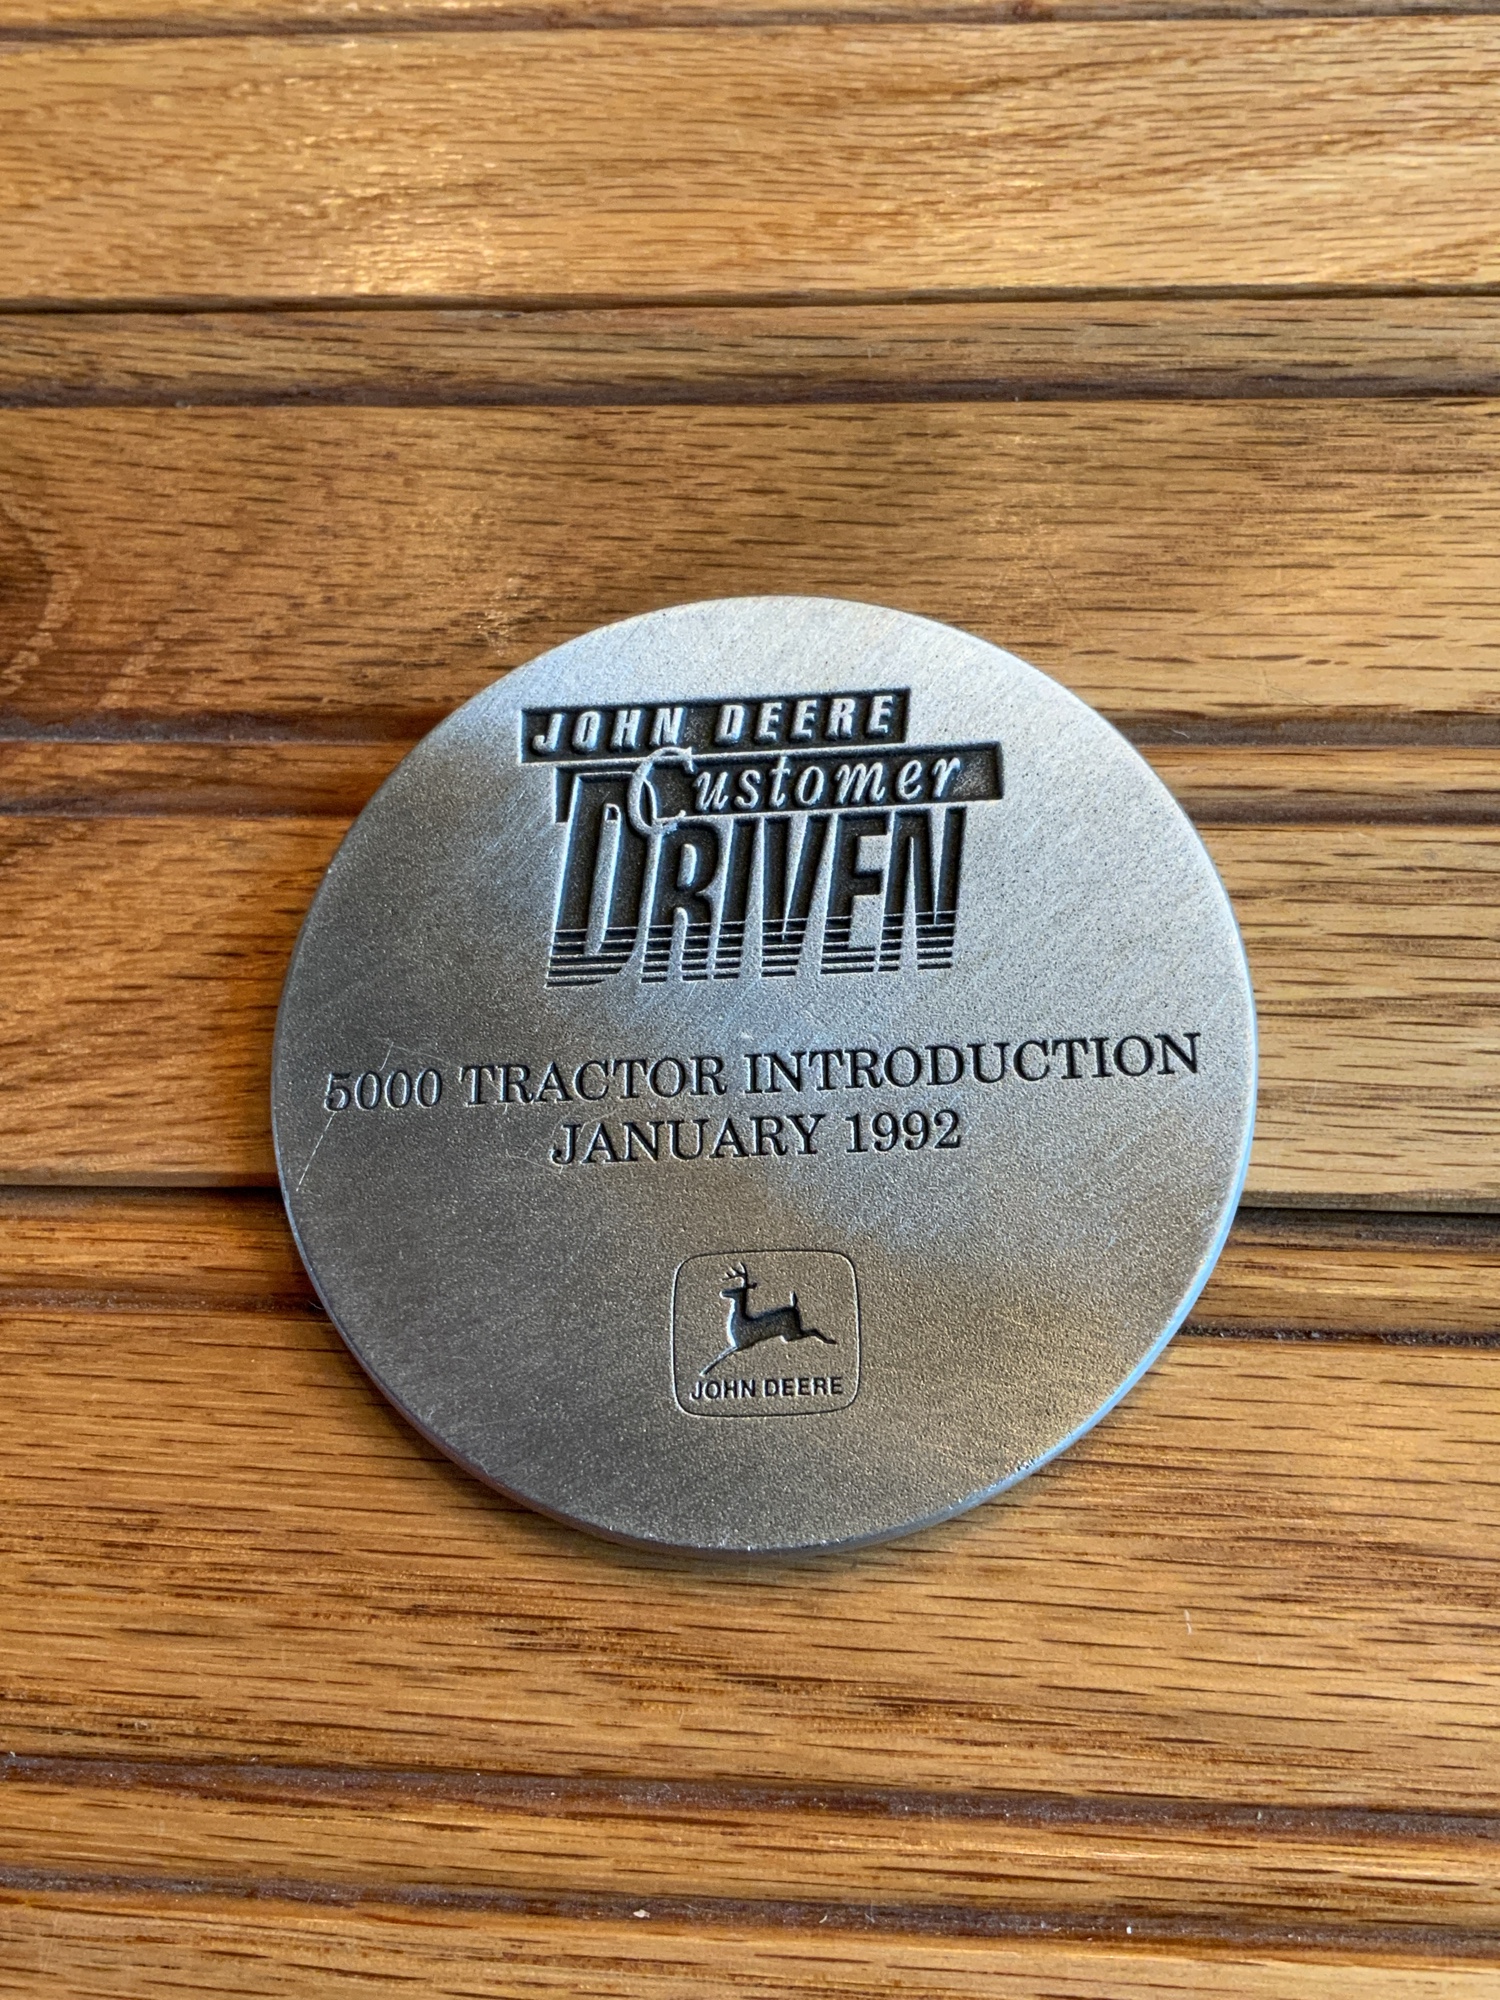 JOHN DEERE
Customer
DRIVEN
5000 TRACTOR INTRODUCTION
JANUARY 1992
JOHN DEERE